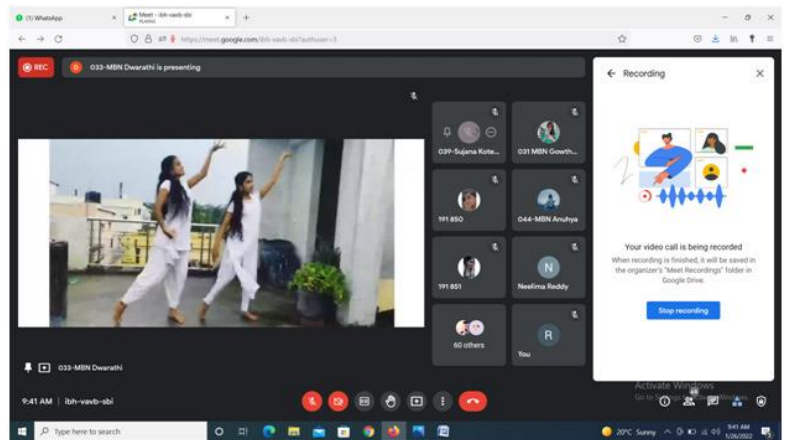 (1) WhatsApp
Meet - ibh-vavb-sbi
PLAYING
https://meet.google.com/ibh-vavb-sbi?authuser=3
REC
033-MBN Dwarathi is presenting
Recording
039-Sujana Kote...
031 MBN Gowth...
191 850
044-MBN Anuhya
191 851
N
Neelima Reddy
60 others
R
You
Your video call is being recorded
When recording is finished, it will be saved in
the organizer's "Meet Recordings" folder in
Google Drive.
Stop recording
033-MBN Dwarathi
9:41 AM | ibh-vavb-sbi
Activate Windows
Type here to search
20°C Sunny
9:41 AM
1/26/2022